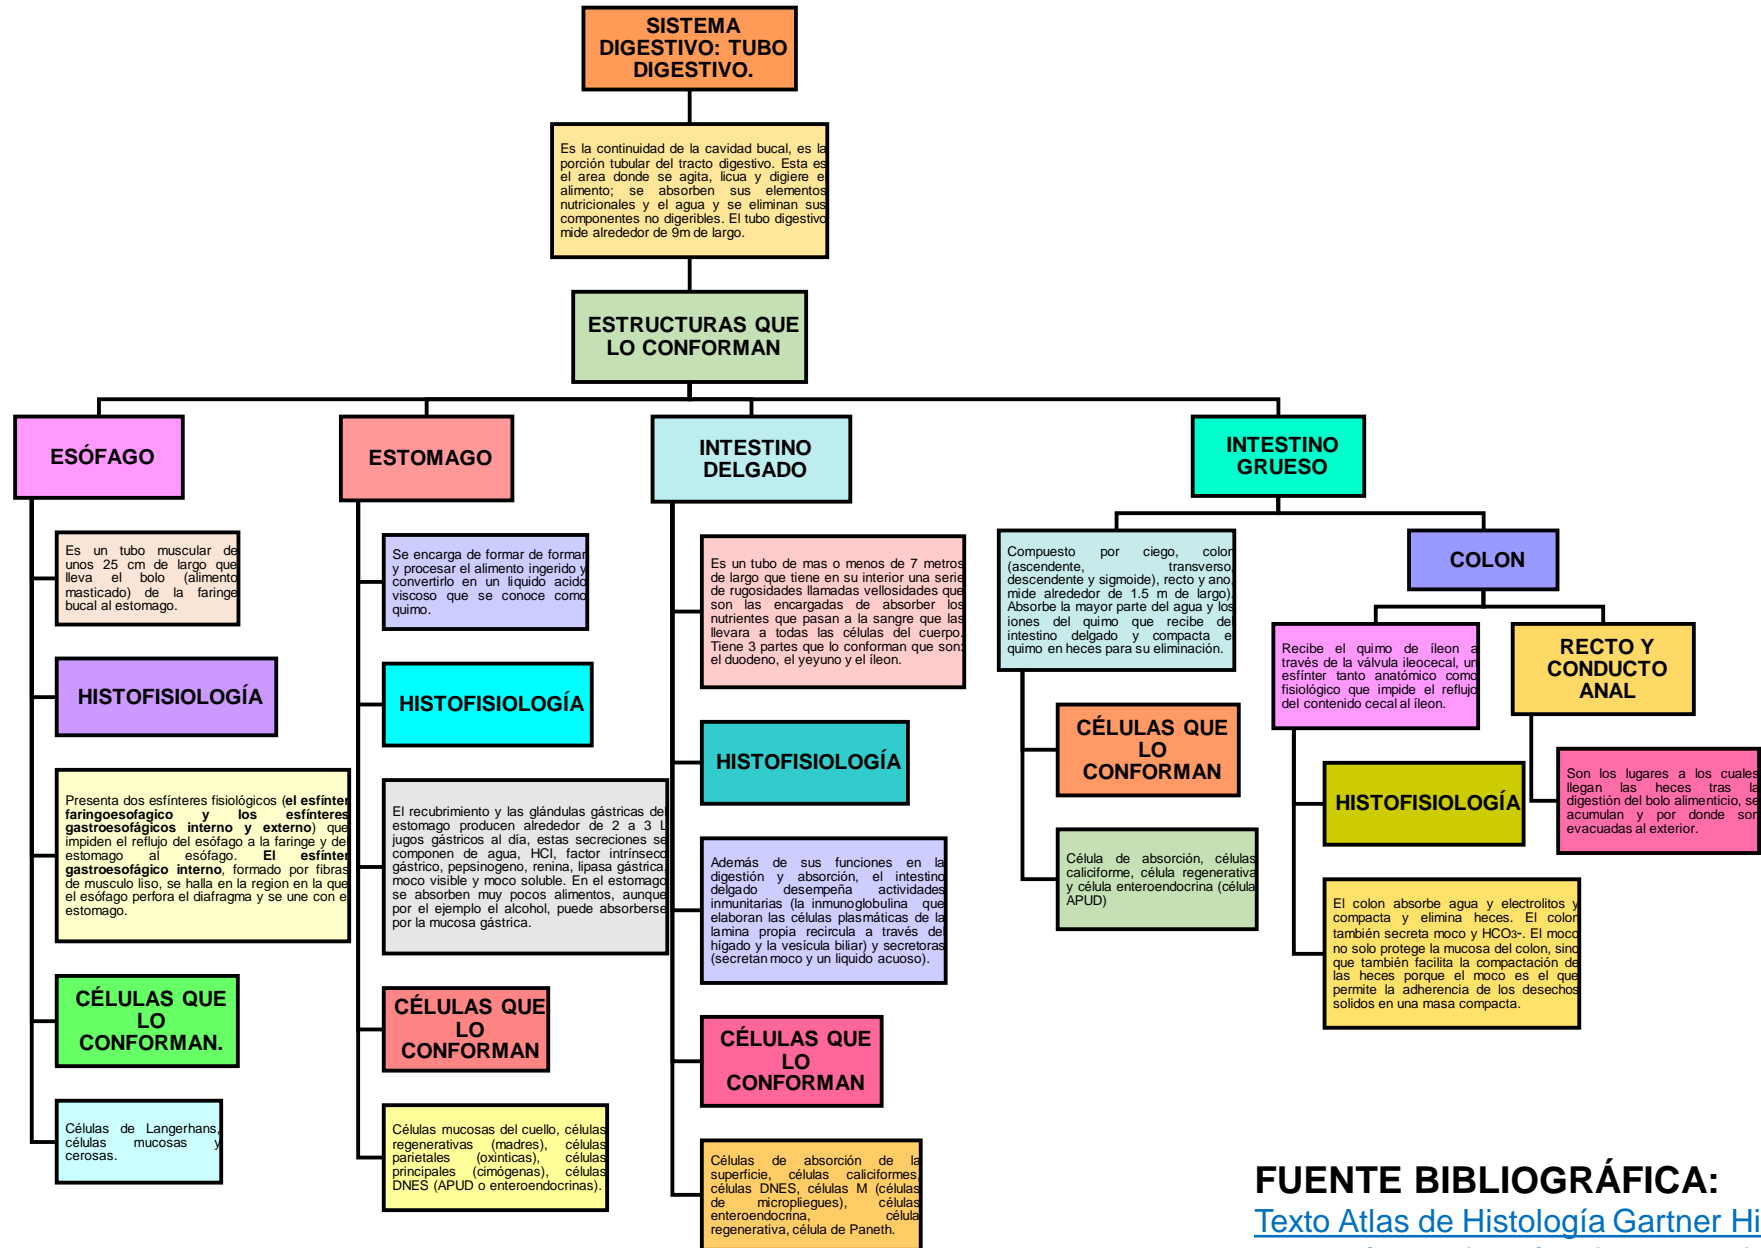 SISTEMA
DIGESTIVO: TUBO
DIGESTIVO.
Es la continuidad de la cavidad bucal, es la
porción tubular del tracto digestivo. Esta es
el area donde se agita, licua y digiere e
alimento; se absorben sus elementos
nutricionales y el agua y se eliminan sus
componentes no digeribles. El tubo digestivo
mide alrededor de 9m de largo.
ESTRUCTURAS QUE
LO CONFORMAN
ESÓFAGO
Es un tubo muscular de
unos 25 cm de largo que
lleva el bolo (alimento
masticado) de la faringe
bucal al estomago.
HISTOFISIOLOGÍA
Presenta dos esfínteres fisiológicos (el esfínter
faringoesofagico y los esfínteres
gastroesofágicos interno y externo) que
impiden el reflujo del esófago a la faringe y del
estomago al esófago. El esfínter
gastroesofágico interno, formado por fibras
de musculo liso, se halla en la region en la que
el esófago perfora el diafragma y se une con el
estomago.
CÉLULAS QUE
LO
CONFORMAN.
Células de Langerhans,
células mucosas y
cerosas.
ESTOMAGO
Se encarga de formar de formar
y procesar el alimento ingerido y
convertirlo en un liquido acido
viscoso que se conoce como
quimo.
HISTOFISIOLOGÍA
El recubrimiento y las glándulas gástricas del
estomago producen alrededor de 2 a 3 L
jugos gástricos al día, estas secreciones se
componen de agua, HCl, factor intrínseco
gástrico, pepsinogeno, renina, lipasa gástrica,
moco visible y moco soluble. En el estomago
se absorben muy pocos alimentos, aunque
por el ejemplo el alcohol, puede absorberse
por la mucosa gástrica.
CÉLULAS QUE
LO
CONFORMAN
Células mucosas del cuello, células
regenerativas (madres), células
parietales (oxinticas), células
principales (cimógenas), células
DNES (APUD o enteroendocrinas).
INTESTINO
DELGADO
Es un tubo de mas o menos de 7 metros
de largo que tiene en su interior una serie
de rugosidades llamadas vellosidades que
son las encargadas de absorber los
nutrientes que pasan a la sangre que las
llevara a todas las células del cuerpo.
Tiene 3 partes que lo conforman que son:
el duodeno, el yeyuno y el íleon.
HISTOFISIOLOGÍA
Además de sus funciones en la
digestión y absorción, el intestino
delgado desempeña actividades
inmunitarias (la inmunoglobulina que
elaboran las células plasmáticas de la
lamina propia recircula a través del
hígado y la vesícula biliar) y secretoras
(secretan moco y un liquido acuoso).
CÉLULAS QUE
LO
CONFORMAN
Células de absorción de la
superficie, células caliciformes,
células DNES, células M (células
de micropliegues), células
enteroendocrina, célula
regenerativa, célula de Paneth.
INTESTINO
GRUESO
Compuesto por ciego, colon
(ascendente, transverso,
descendente y sigmoide), recto y ano,
mide alrededor de 1.5 m de largo).
Absorbe la mayor parte del agua y los
iones del quimo que recibe del
intestino delgado y compacta e
quimo en heces para su eliminación.
CÉLULAS QUE
LO
CONFORMAN
Célula de absorción, células
caliciforme, célula regenerativa
y célula enteroendocrina (célula
APUD)
COLON
Recibe el quimo de íleon a
través de la válvula ileocecal, un
esfínter tanto anatómico como
fisiológico que impide el reflujo
del contenido cecal al íleon.
HISTOFISIOLOGÍA
El colon absorbe agua y electrolitos y
compacta y elimina heces. El colon
también secreta moco y HCO3-. El moco
no solo protege la mucosa del colon, sino
que también facilita la compactación de
las heces porque el moco es el que
permite la adherencia de los desechos
solidos en una masa compacta.
RECTO Y
CONDUCTO
ANAL
Son los lugares a los cuales
llegan las heces tras la
digestión del bolo alimenticio, se
acumulan y por donde son
evacuadas al exterior.
FUENTE BIBLIOGRÁFICA:
Texto Atlas de Histología Gartner Hi